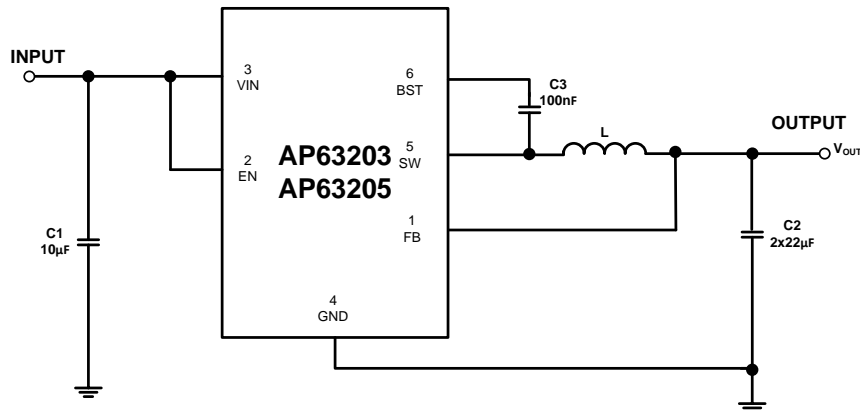 INPUT
3
VIN
2
EN
AP63203
AP63205
6
BST
5
SW
1
FB
4
GND
C1
10µF
C3
100nF
L
OUTPUT
VOUT
C2
2x22µF